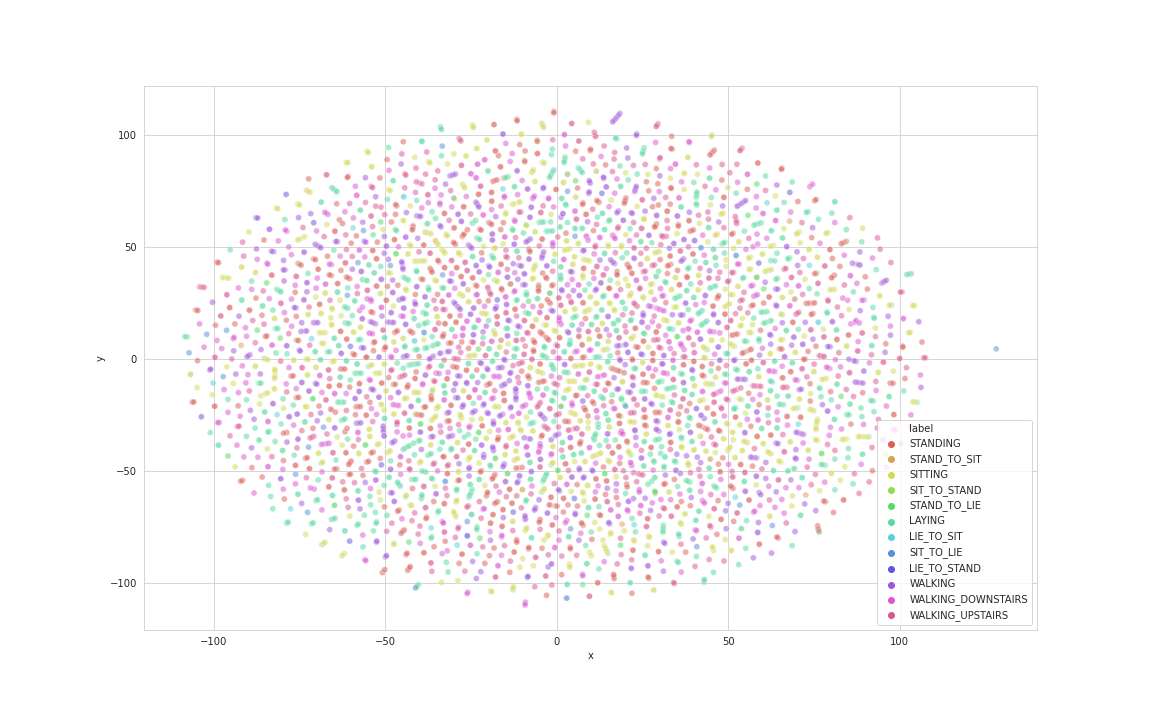 100
50
0
−50
−100
y
−100
−50
0
50
100
x
label
STANDING
STAND_TO_SIT
SITTING
SIT_TO_STAND
STAND_TO_LIE
LAYING
LIE_TO_SIT
SIT_TO_LIE
LIE_TO_STAND
WALKING
WALKING_DOWNSTAIRS
WALKING_UPSTAIRS